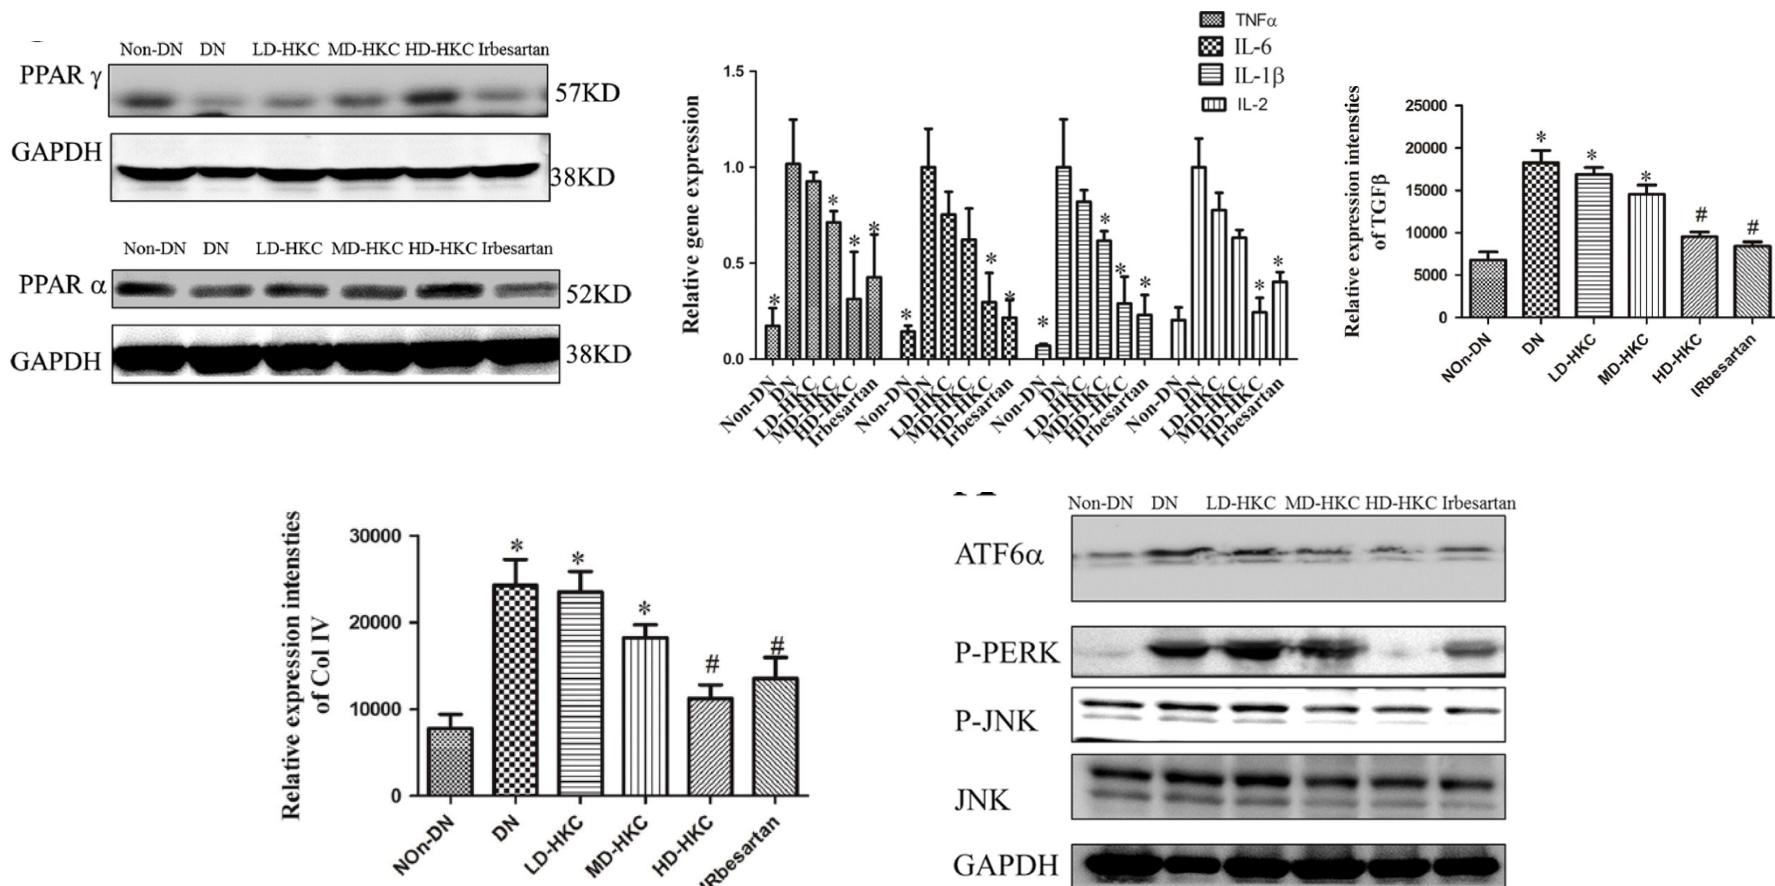 Non-DN DN LD-HKC MD-HKC HD-HKC Irbesartan
PPAR γ
57KD
GAPDH
38KD
Non-DN DN LD-HKC MD-HKC HD-HKC Irbesartan
PPAR α
52KD
GAPDH
38KD
TNFα
IL-6
IL-1β
IL-2
Relative gene expression
1.5
1.0
0.5
0.0
* * * * * * * * * * * * * *
Non-DN
DN
LD-HKC
MD-HKC
HD-HKC
Irbesartan
Non-DN
DN
LD-HKC
MD-HKC
HD-HKC
Irbesartan
Non-DN
DN
LD-HKC
MD-HKC
HD-HKC
Irbesartan
Non-DN
DN
LD-HKC
MD-HKC
HD-HKC
Irbesartan
Relative expression intensties
of TGFβ
25000
20000
15000
10000
5000
0
* * * # #
NOn-DN
DN
LD-HKC
MD-HKC
HD-HKC
IRbesartan
Relative expression intensties
of Col IV
30000
20000
10000
0
* * * # #
NOn-DN
DN
LD-HKC
MD-HKC
HD-HKC
IRbesartan
Non-DN DN LD-HKC MD-HKC HD-HKC Irbesartan
ATF6α
P-PERK
P-JNK
JNK
GAPDH